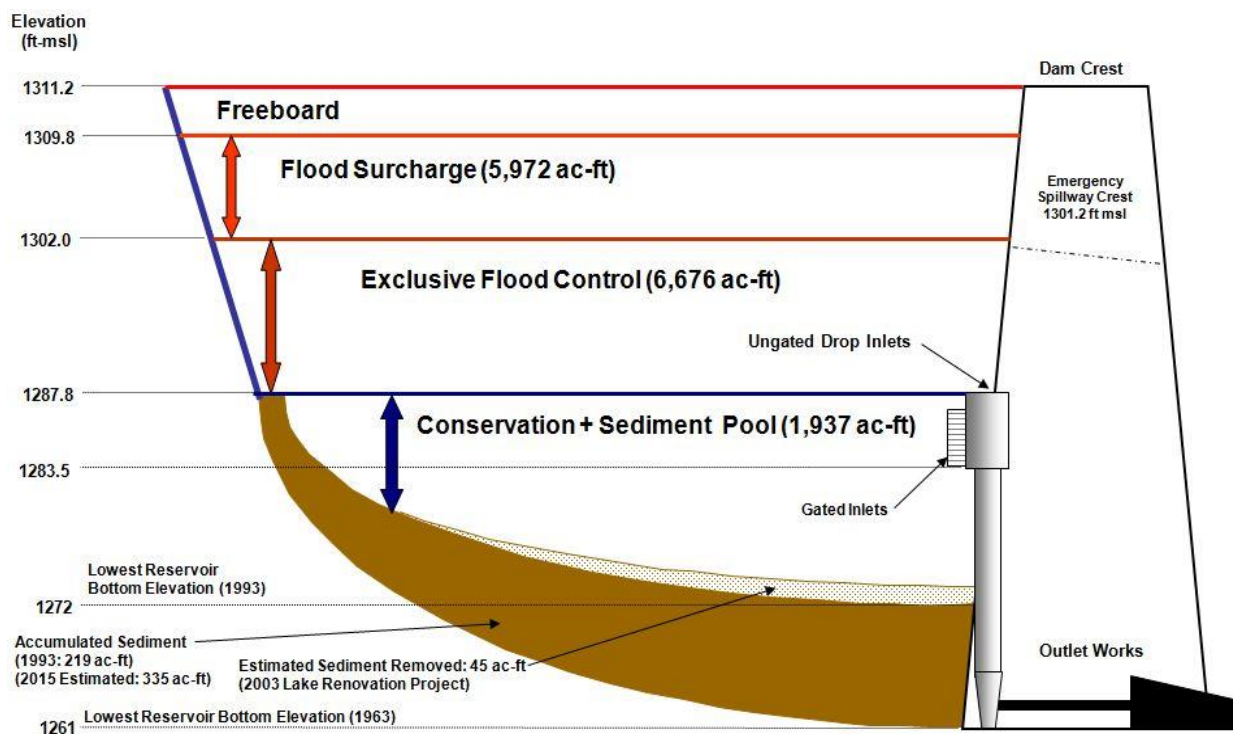 Elevation
(ft-msl)
1311.2
Dam Crest
Freeboard
1309.8
Flood Surcharge (5,972 ac-ft)
Emergency
Spillway Crest
1301.2 ft msl
1302.0
Exclusive Flood Control (6,676 ac-ft)
Ungated Drop Inlets
1287.8
Conservation + Sediment Pool (1,937 ac-ft)
1283.5
Gated Inlets
Lowest Reservoir
Bottom Elevation (1993)
1272
Accumulated Sediment
(1993: 219 ac-ft)
(2015 Estimated: 335 ac-ft)
Estimated Sediment Removed: 45 ac-ft
(2003 Lake Renovation Project)
Outlet Works
Lowest Reservoir Bottom Elevation (1963)
1261